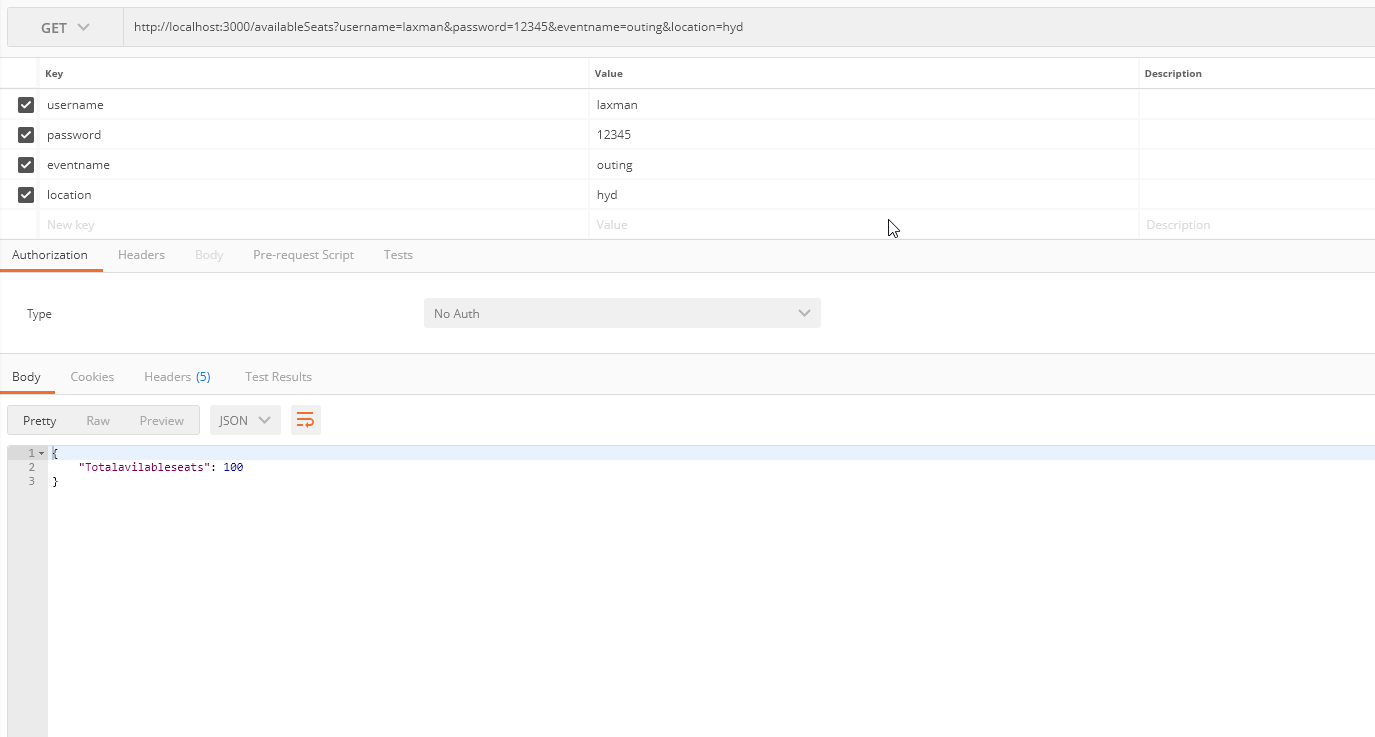 GET http://localhost:3000/availableSeats?username=laxman&password=12345&eventname=outing&location=hyd
Key Value Description
username laxman
password 12345
eventname outing
location hyd
New key Value Description
Authorization Headers Body Pre-request Script Tests
Type No Auth
Body Cookies Headers (5) Test Results
Pretty Raw Preview JSON
1 {
2 "Totalavilableseats": 100
3 }